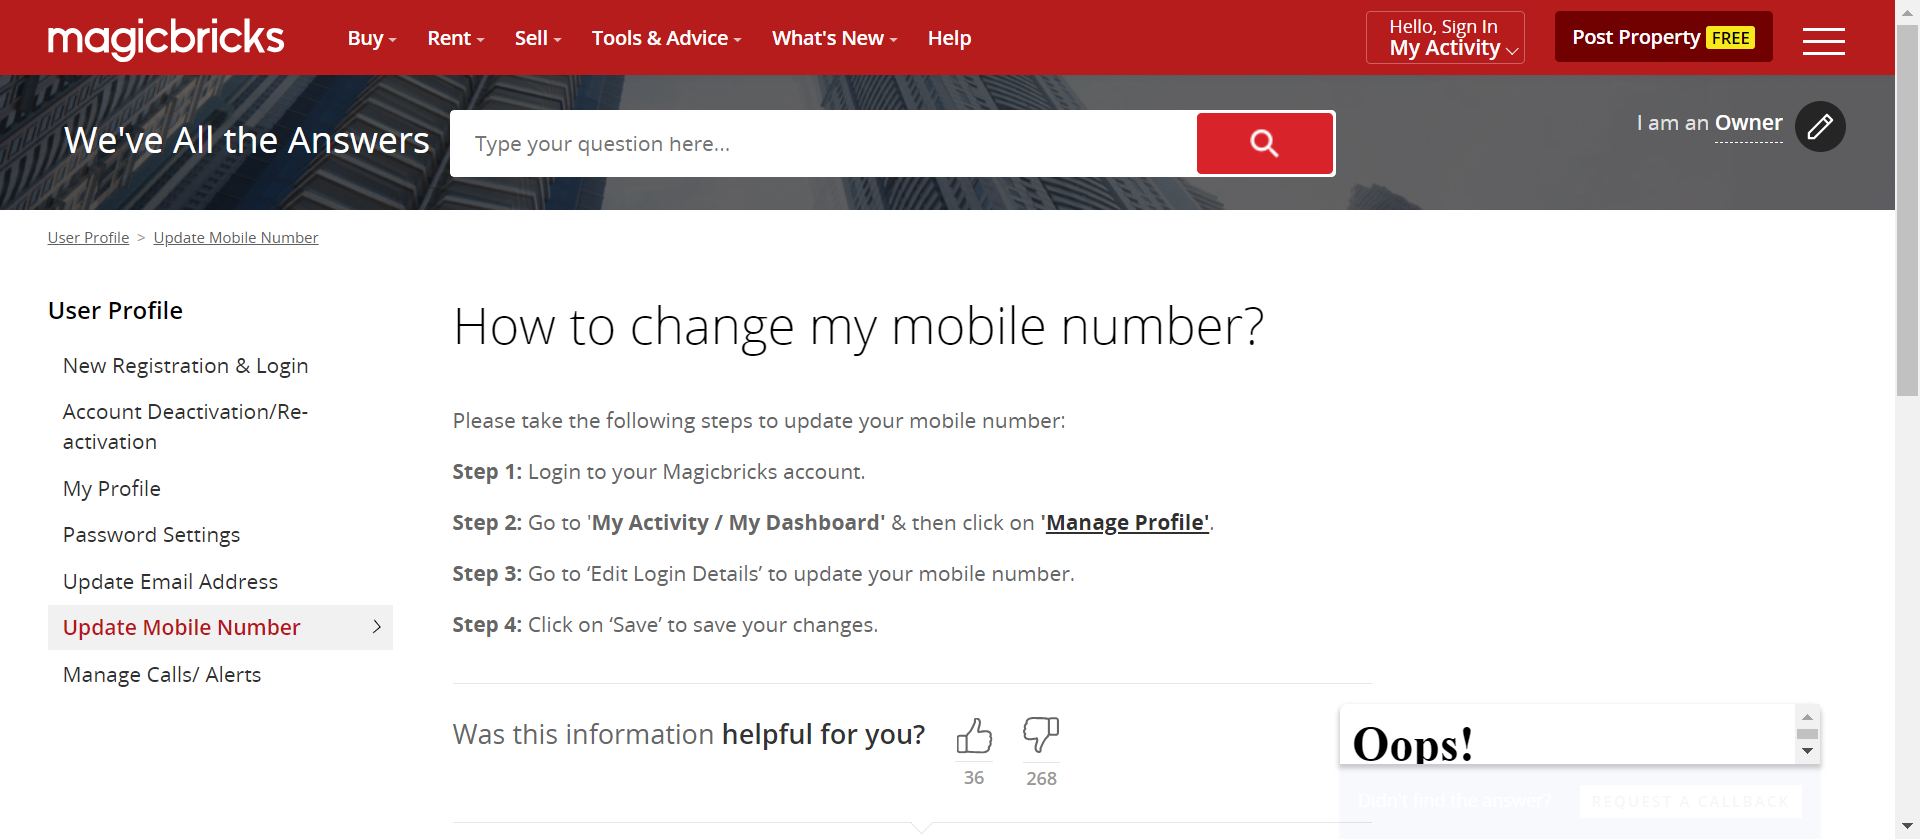 magicbricks
Buy
Rent
Sell
Tools & Advice
What's New
Help
Hello, Sign In
My Activity
Post Property FREE
We've All the Answers
Type your question here...
I am an Owner
User Profile > Update Mobile Number
User Profile
New Registration & Login
Account Deactivation/Re-
activation
My Profile
Password Settings
Update Email Address
Update Mobile Number
Manage Calls/ Alerts
How to change my mobile number?
Please take the following steps to update your mobile number:
Step 1: Login to your Magicbricks account.
Step 2: Go to 'My Activity / My Dashboard' & then click on 'Manage Profile'.
Step 3: Go to ‘Edit Login Details’ to update your mobile number.
Step 4: Click on ‘Save’ to save your changes.
Was this information helpful for you?
36
268
Oops!
Didn't find the answer?
REQUEST A CALLBACK